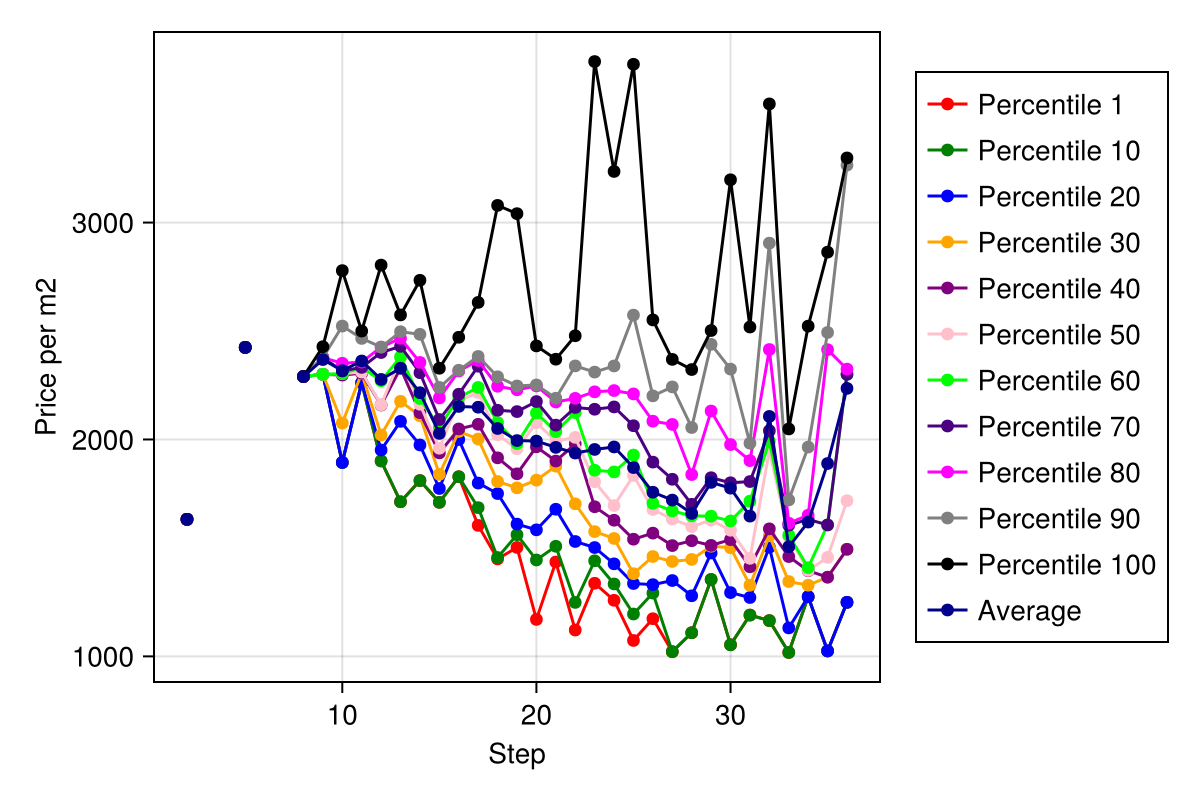 Price per m2
3000
2000
1000
10 20 30
Step
Percentile 1
Percentile 10
Percentile 20
Percentile 30
Percentile 40
Percentile 50
Percentile 60
Percentile 70
Percentile 80
Percentile 90
Percentile 100
Average